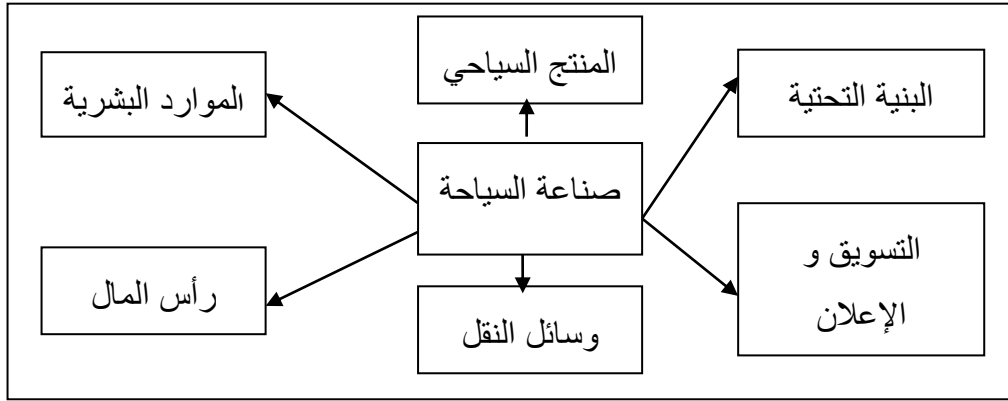 المنتج السياحي
البنية التحتية
الموارد البشرية
صناعة السياحة
التسويق و
الإعلان
رأس المال
وسائل النقل